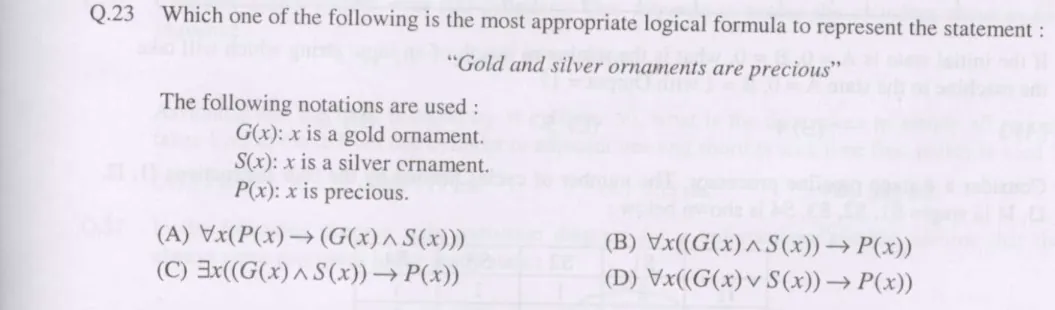 Q.23 Which one of the following is the most appropriate logical formula to represent the statement :
“Gold and silver ornaments are precious”
The following notations are used :
G(x): x is a gold ornament.
S(x): x is a silver ornament.
P(x): x is precious.
(A) ∀x(P(x) → (G(x) ∧ S(x))) (B) ∀x((G(x) ∧ S(x)) → P(x))
(C) ∃x((G(x) ∧ S(x)) → P(x)) (D) ∀x((G(x) ∨ S(x)) → P(x))